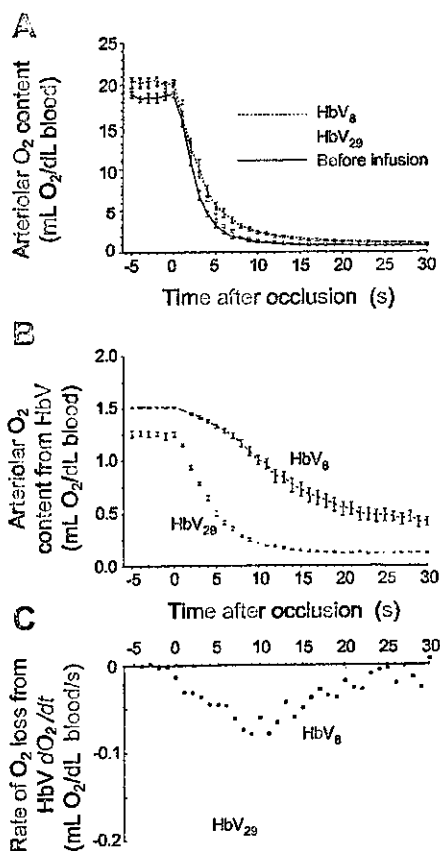 A
Arteriolar O2 content
(mL O2/dL blood)
25
20
15
10
5
0
HbV8
HbV29
Before infusion
-5 0 5 10 15 20 25 30
Time after occlusion (s)
B
Arteriolar O2
content from HbV
(mL O2/dL blood)
2.0
1.5
1.0
0.5
0.0
HbV8
HbV29
-5 0 5 10 15 20 25 30
Time after occlusion (s)
C
Rate of O2 loss from
HbV dO2/dt
(mL O2/dL blood/s)
-5 0 5 10 15 20 25 30
0
-0.1
-0.2
HbV8
HbV29